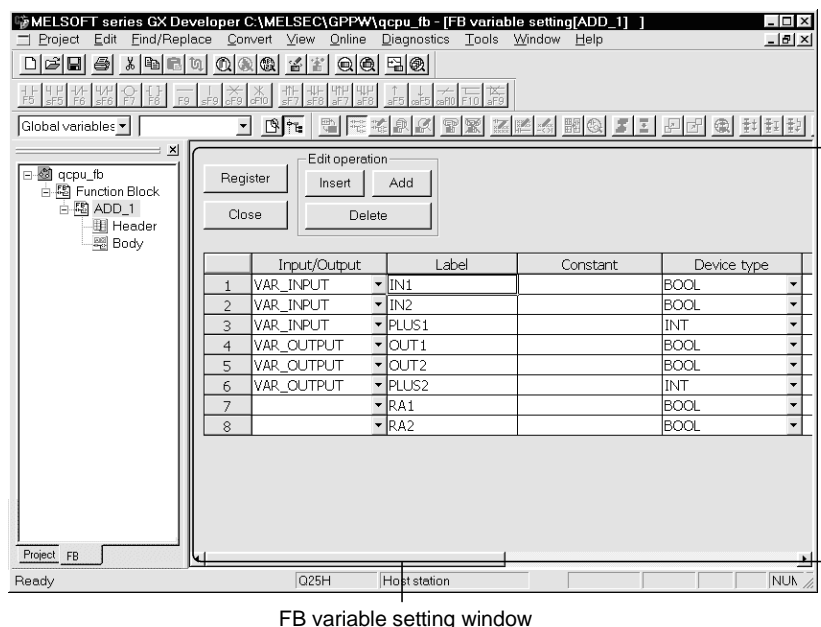 MELSOFT series GX Developer C:\MELSEC\GPPW\qcpu_fb - [FB variable setting[ADD_1] ]
Project Edit Find/Replace Convert View Online Diagnostics Tools Window Help
F5 sF5 F6 sF6 F7 F8 F9 sF9 cF9 cF10 sF7 sF8 aF7 aF8 aF5 caF5 caF10 F10 aF9
Global variables
qcpu_fb
Function Block
ADD_1
Header
Body
Project FB
Register
Close
Edit operation
Insert Add
Delete
Input/Output Label Constant Device type
1 VAR_INPUT IN1 BOOL
2 VAR_INPUT IN2 BOOL
3 VAR_INPUT PLUS1 INT
4 VAR_OUTPUT OUT1 BOOL
5 VAR_OUTPUT OUT2 BOOL
6 VAR_OUTPUT PLUS2 INT
7 RA1 BOOL
8 RA2 BOOL
Ready Q25H Host station NUM
FB variable setting window